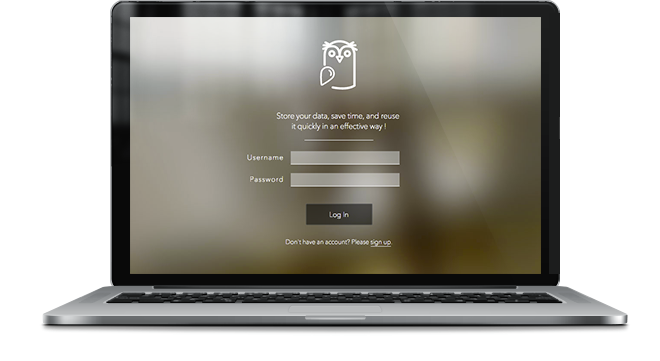 Store your data, save time, and reuse
it quickly in an effective way !
Username
Password
Log In
Don't have an account? Please sign up.